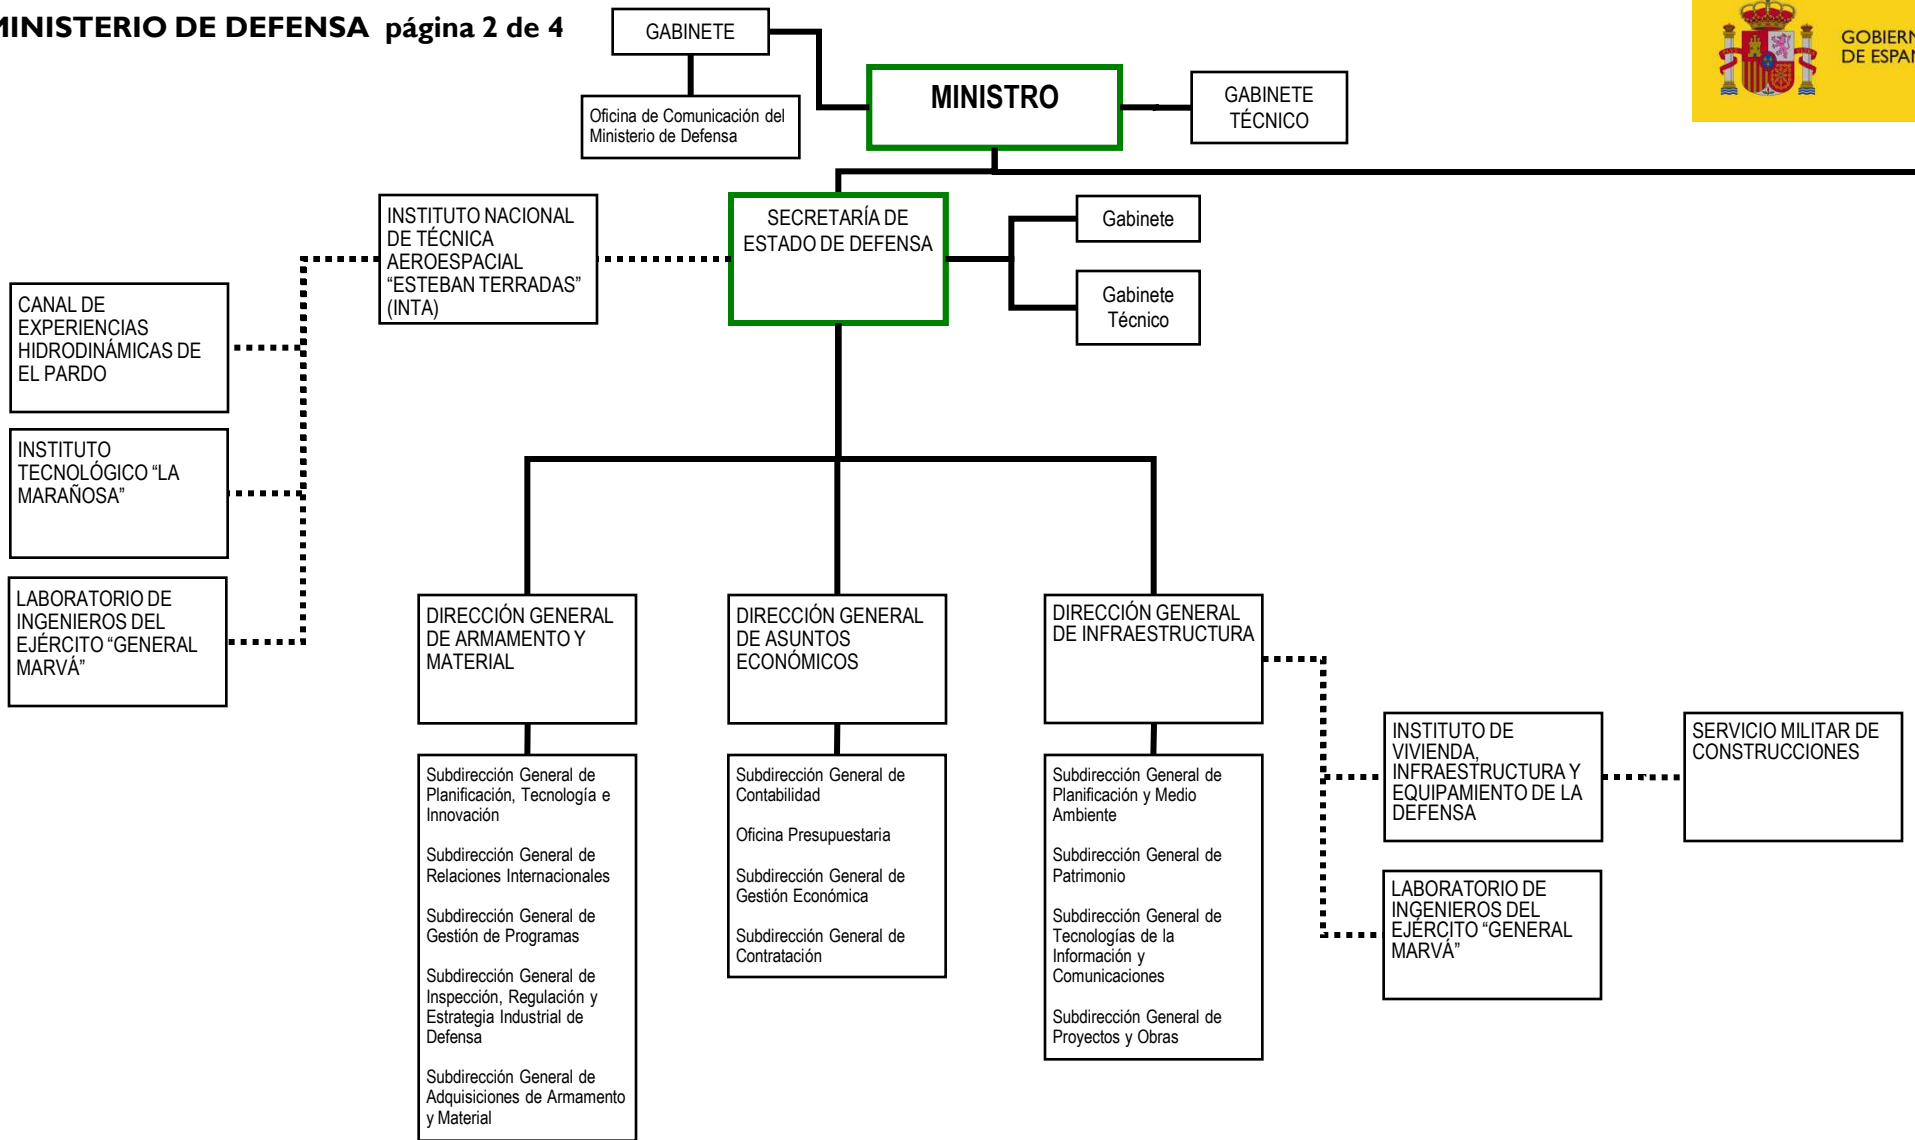 MINISTERIO DE DEFENSA página 2 de 4
GABINETE
Oficina de Comunicación del
Ministerio de Defensa
MINISTRO
GABINETE
TÉCNICO
GOBIERN
DE ESPAÑ
INSTITUTO NACIONAL
DE TÉCNICA
AEROESPACIAL
“ESTEBAN TERRADAS”
(INTA)
SECRETARÍA DE
ESTADO DE DEFENSA
Gabinete
Gabinete
Técnico
CANAL DE
EXPERIENCIAS
HIDRODINÁMICAS DE
EL PARDO
INSTITUTO
TECNOLÓGICO “LA
MARAÑOSA”
LABORATORIO DE
INGENIEROS DEL
EJÉRCITO “GENERAL
MARVÁ”
DIRECCIÓN GENERAL
DE ARMAMENTO Y
MATERIAL
DIRECCIÓN GENERAL
DE ASUNTOS
ECONÓMICOS
DIRECCIÓN GENERAL
DE INFRAESTRUCTURA
Subdirección General de
Planificación, Tecnología e
Innovación
Subdirección General de
Relaciones Internacionales
Subdirección General de
Gestión de Programas
Subdirección General de
Inspección, Regulación y
Estrategia Industrial de
Defensa
Subdirección General de
Adquisiciones de Armamento
y Material
Subdirección General de
Contabilidad
Oficina Presupuestaria
Subdirección General de
Gestión Económica
Subdirección General de
Contratación
Subdirección General de
Planificación y Medio
Ambiente
Subdirección General de
Patrimonio
Subdirección General de
Tecnologías de la
Información y
Comunicaciones
Subdirección General de
Proyectos y Obras
INSTITUTO DE
VIVIENDA,
INFRAESTRUCTURA Y
EQUIPAMIENTO DE LA
DEFENSA
SERVICIO MILITAR DE
CONSTRUCCIONES
LABORATORIO DE
INGENIEROS DEL
EJÉRCITO “GENERAL
MARVÁ”